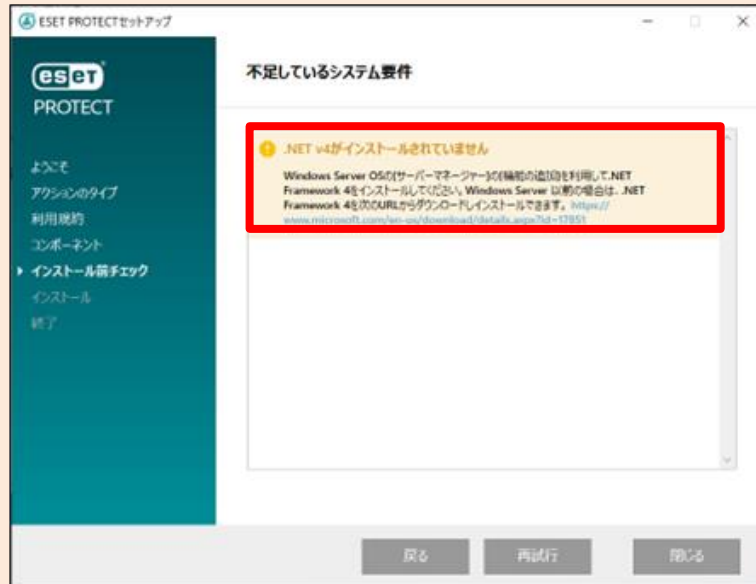 ESET PROTECTセットアップ
eset
PROTECT
ようこそ
アクションのタイプ
利用規約
コンポーネント
インストール前チェック
インストール
終了
不足しているシステム要件
.NET v4がインストールされていません
Windows Server OSの[サーバーマネージャー]の[機能の追加]を利用して.NET
Framework 4をインストールしてください。Windows Server 以前の場合は、.NET
Framework 4を次のURLからダウンロードしインストールできます。https://
www.microsoft.com/en-us/download/details.aspx?id=17851
戻る
再試行
閉じる